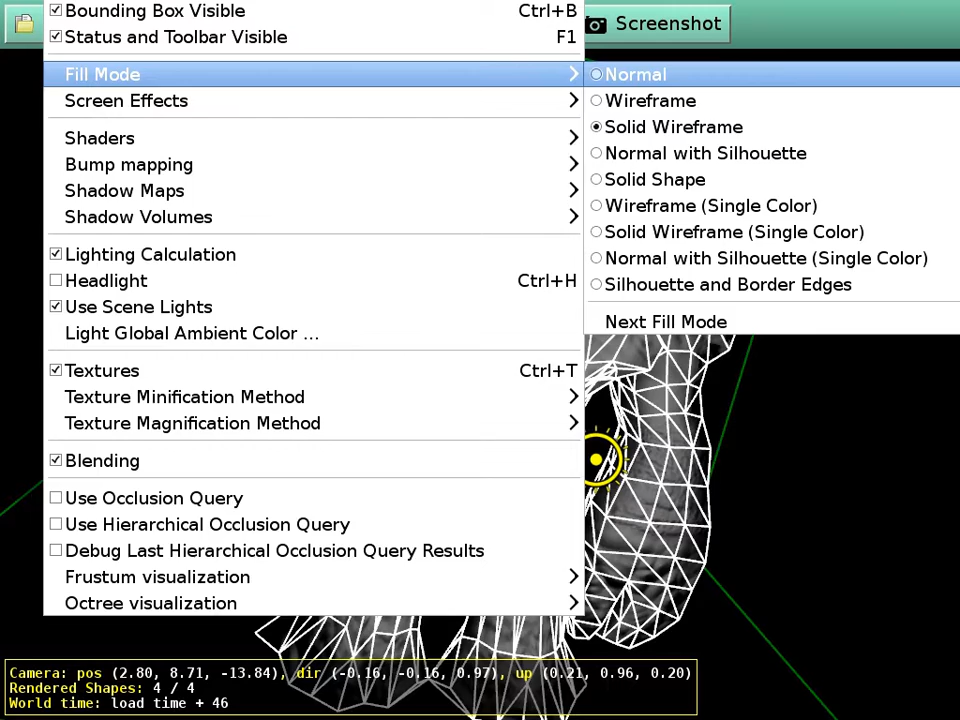 Bounding Box Visible Ctrl+B
Screenshot
Status and Toolbar Visible F1
Fill Mode
Normal
Screen Effects
Wireframe
Solid Wireframe
Shaders
Normal with Silhouette
Bump mapping
Solid Shape
Shadow Maps
Wireframe (Single Color)
Shadow Volumes
Solid Wireframe (Single Color)
Lighting Calculation
Normal with Silhouette (Single Color)
Headlight Ctrl+H
Silhouette and Border Edges
Use Scene Lights
Next Fill Mode
Light Global Ambient Color ...
Textures Ctrl+T
Texture Minification Method
Texture Magnification Method
Blending
Use Occlusion Query
Use Hierarchical Occlusion Query
Debug Last Hierarchical Occlusion Query Results
Frustum visualization
Octree visualization
Camera: pos (2.80, 8.71, -13.84), dir (-0.16, -0.16, 0.97), up (0.21, 0.96, 0.20)
Rendered Shapes: 4 / 4
World time: load time + 46